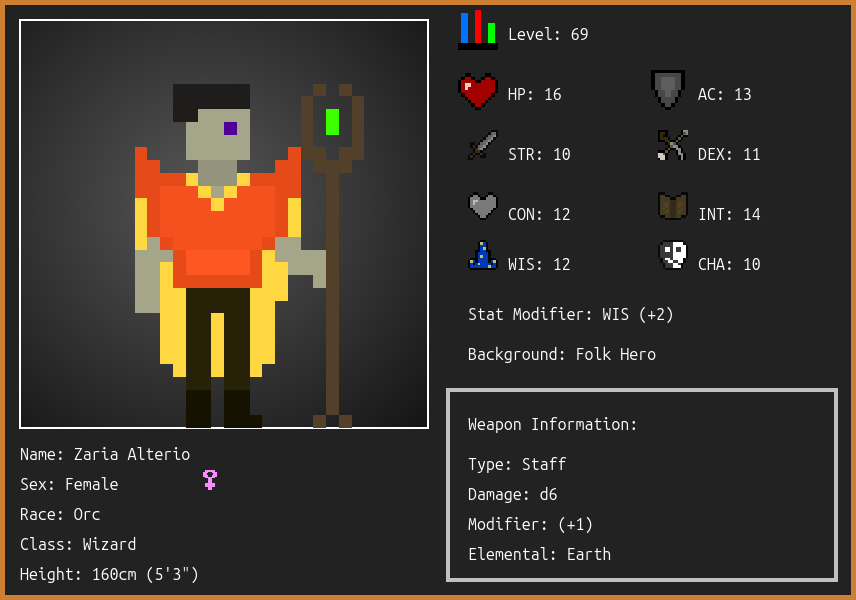 Level: 69
HP: 16
AC: 13
STR: 10
DEX: 11
CON: 12
INT: 14
WIS: 12
CHA: 10
Stat Modifier: WIS (+2)
Background: Folk Hero
Weapon Information:
Type: Staff
Damage: d6
Modifier: (+1)
Elemental: Earth
Name: Zaria Alterio
Sex: Female
Race: Orc
Class: Wizard
Height: 160cm (5'3")